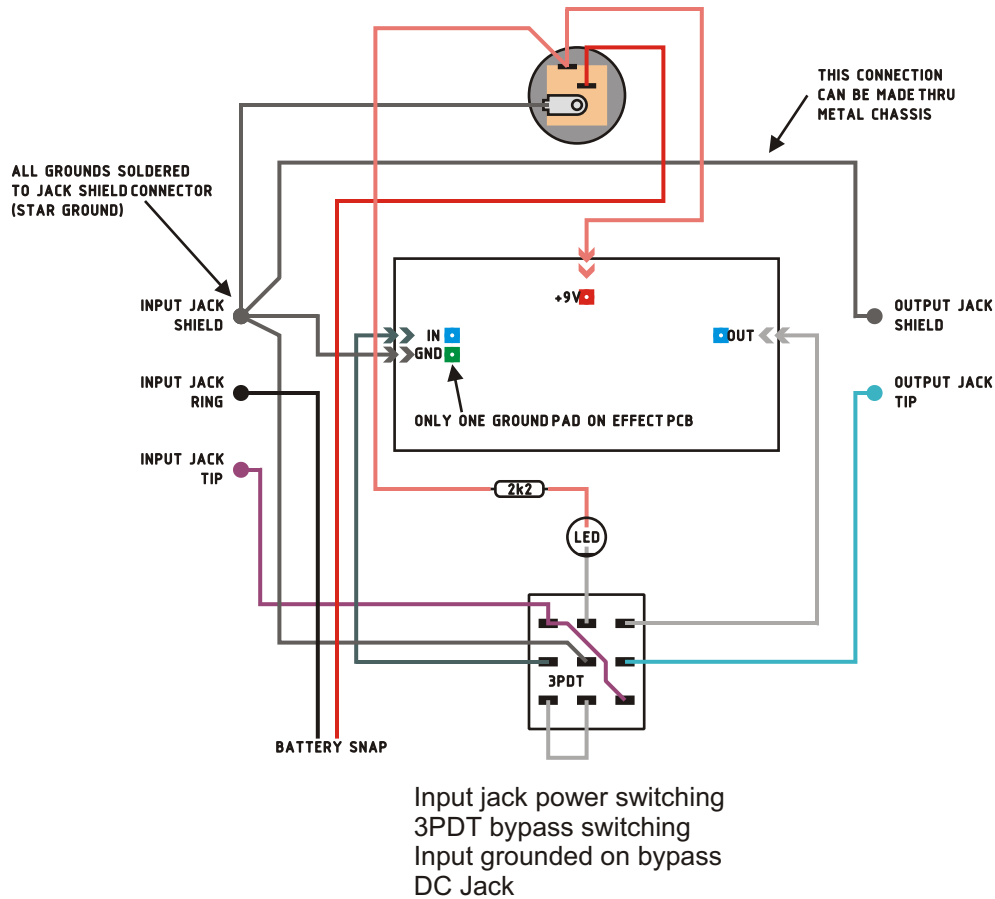 THIS CONNECTION
CAN BE MADE THRU
METAL CHASSIS
ALL GROUNDS SOLDERED
TO JACK SHIELD CONNECTOR
(STAR GROUND)
+9V
INPUT JACK
SHIELD
IN
GND
OUT
OUTPUT JACK
SHIELD
INPUT JACK
RING
ONLY ONE GROUND PAD ON EFFECT PCB
OUTPUT JACK
TIP
INPUT JACK
TIP
2k2
LED
3PDT
BATTERY SNAP
Input jack power switching
3PDT bypass switching
Input grounded on bypass
DC Jack